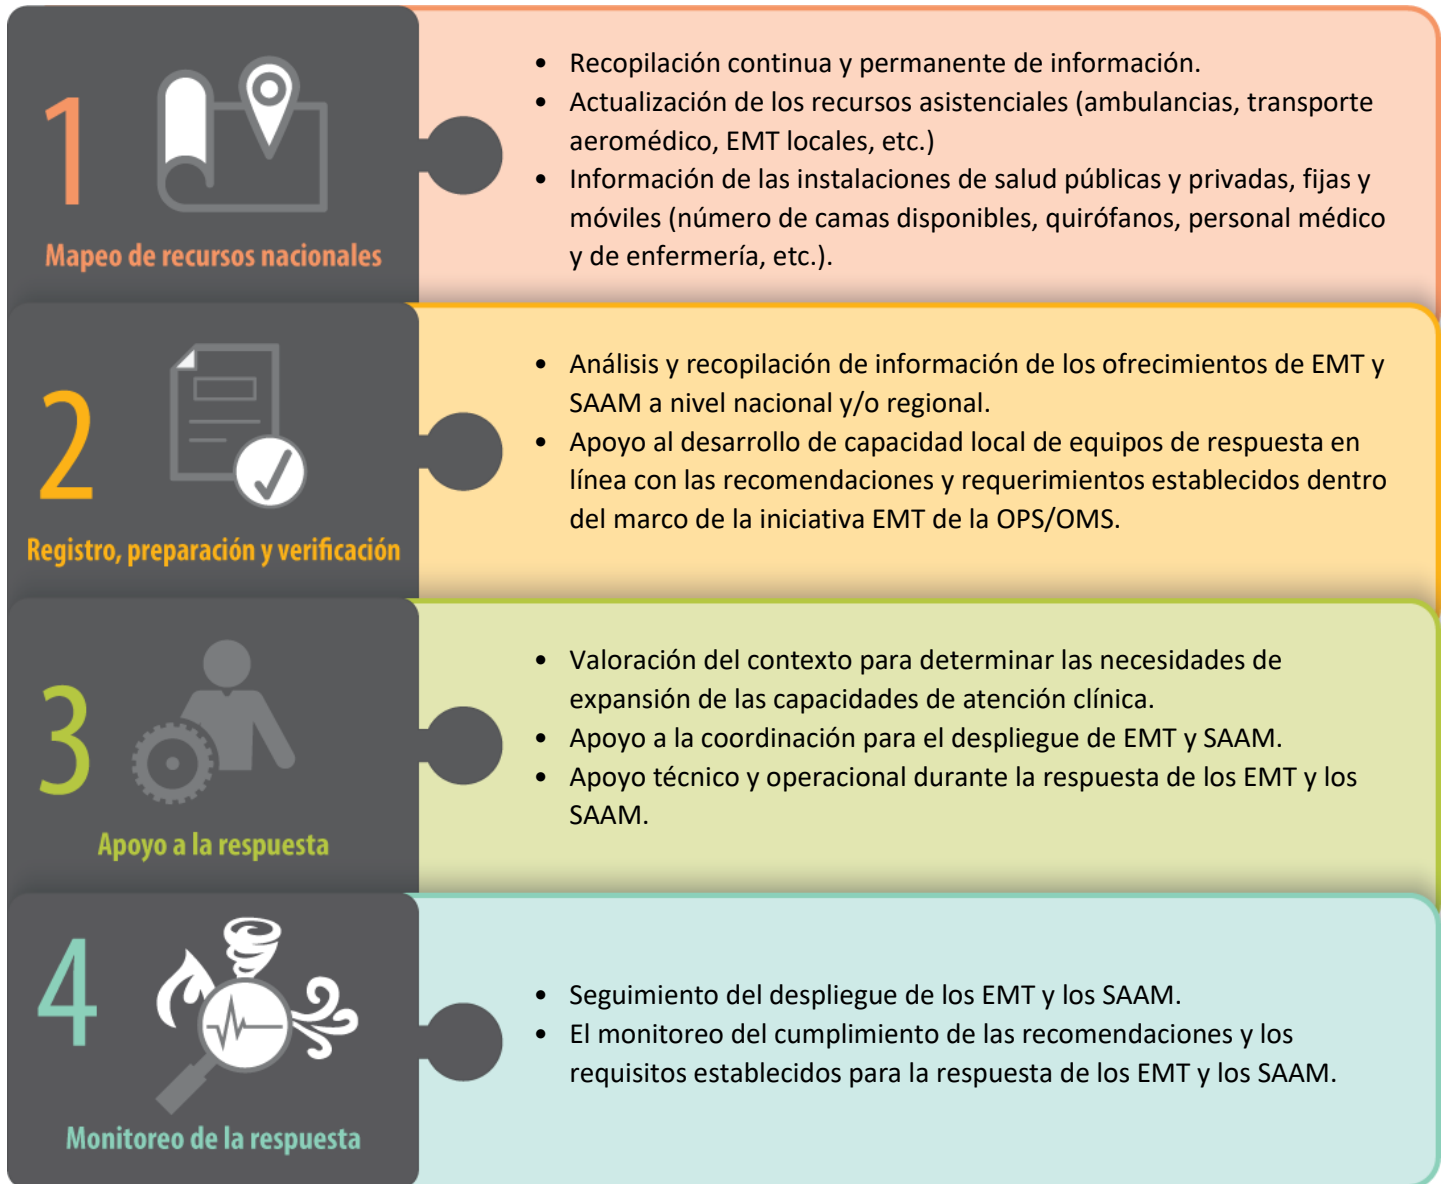 1
Mapeo de recursos nacionales
• Recopilación continua y permanente de información.
• Actualización de los recursos asistenciales (ambulancias, transporte
aeromédico, EMT locales, etc.)
• Información de las instalaciones de salud públicas y privadas, fijas y
móviles (número de camas disponibles, quirófanos, personal médico
y de enfermería, etc.).
2
Registro, preparación y verificación
• Análisis y recopilación de información de los ofrecimientos de EMT y
SAAM a nivel nacional y/o regional.
• Apoyo al desarrollo de capacidad local de equipos de respuesta en
línea con las recomendaciones y requerimientos establecidos dentro
del marco de la iniciativa EMT de la OPS/OMS.
3
Apoyo a la respuesta
• Valoración del contexto para determinar las necesidades de
expansión de las capacidades de atención clínica.
• Apoyo a la coordinación para el despliegue de EMT y SAAM.
• Apoyo técnico y operacional durante la respuesta de los EMT y los
SAAM.
4
Monitoreo de la respuesta
• Seguimiento del despliegue de los EMT y los SAAM.
• El monitoreo del cumplimiento de las recomendaciones y los
requisitos establecidos para la respuesta de los EMT y los SAAM.